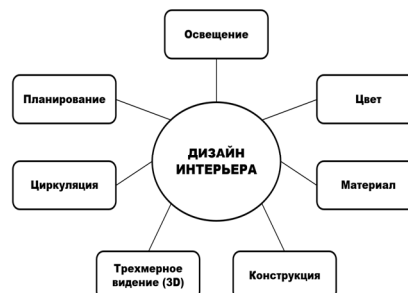 Освещение
Планирование
Цвет
ДИЗАЙН
ИНТЕРЬЕРА
Циркуляция
Материал
Трехмерное
видение (3D)
Конструкция